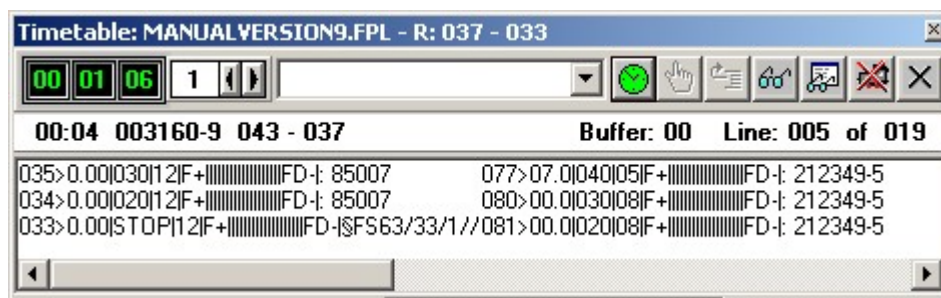 Timetable: MANUALVERSION9.FPL - R: 037 - 033
00 01 06 1
00:04 003160-9 043 - 037 Buffer: 00 Line: 005 of 019
035>0.00|030|12|F+||||||||||||||||||FD-|: 85007 077>07.0|040|05|F+||||||||||||||||||FD-|: 212349-5
034>0.00|020|12|F+||||||||||||||||||FD-|: 85007 080>00.0|030|08|F+||||||||||||||||||FD-|: 212349-5
033>0.00|STOP|12|F+||||||||||||||||||FD-|§FS63/33/1//081>00.0|020|08|F+||||||||||||||||||FD-|: 212349-5